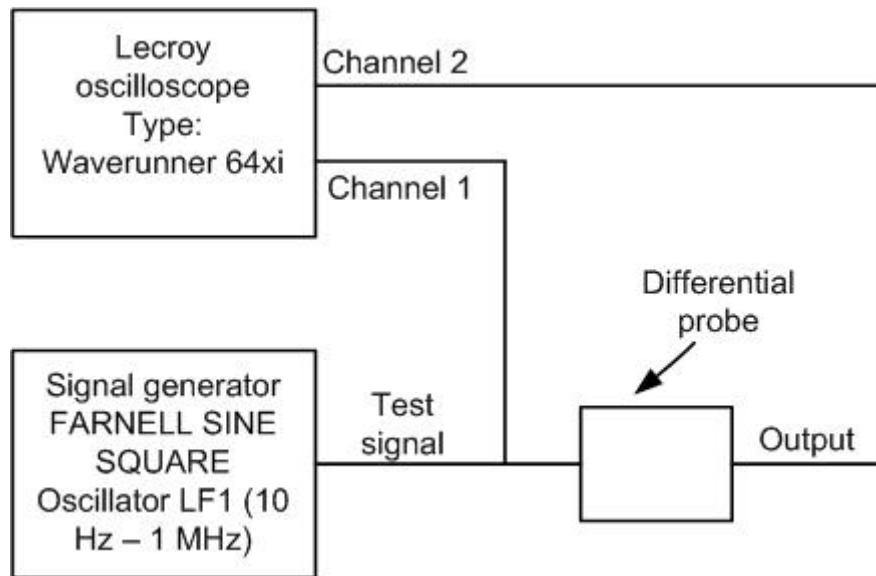 Lecroy
oscilloscope
Type:
Waverunner 64xi
Channel 2
Channel 1
Differential
probe
Signal generator
FARNELL SINE
SQUARE
Oscillator LF1 (10
Hz – 1 MHz)
Test
signal
Output